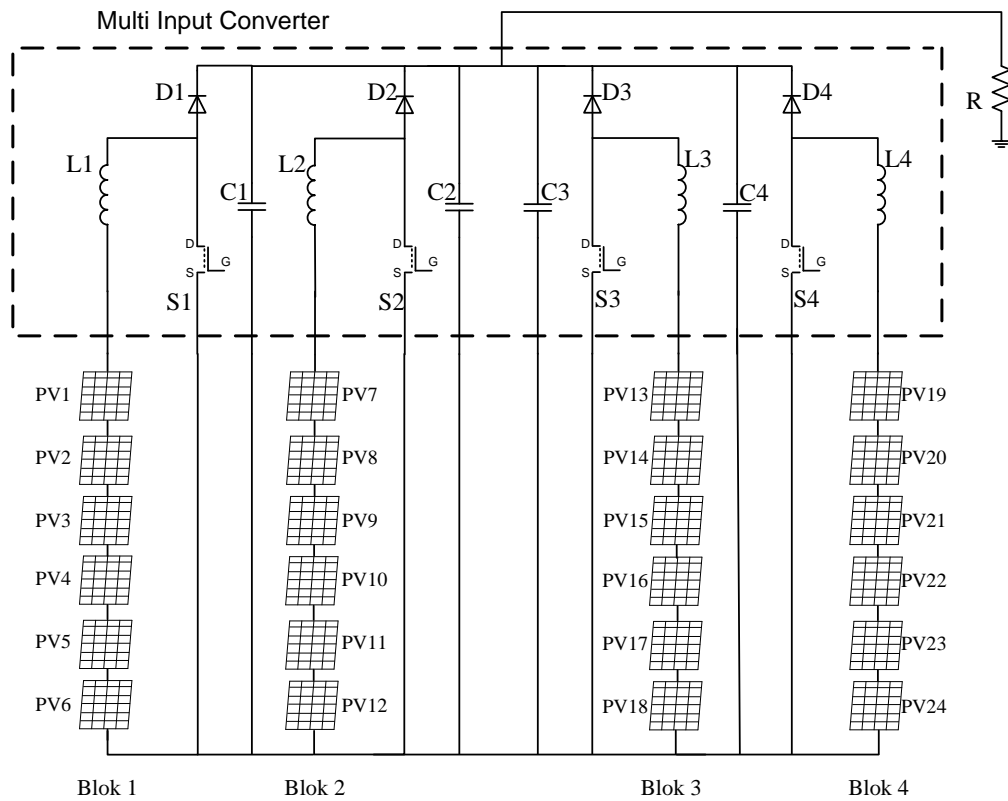 Multi Input Converter
D1 D2 D3 D4
R
L1 L2 L3 L4
C1 C2 C3 C4
D D D D
G G G G
S S S S
S1 S2 S3 S4
PV1 PV7 PV13 PV19
PV2 PV8 PV14 PV20
PV3 PV9 PV15 PV21
PV4 PV10 PV16 PV22
PV5 PV11 PV17 PV23
PV6 PV12 PV18 PV24
Blok 1 Blok 2 Blok 3 Blok 4